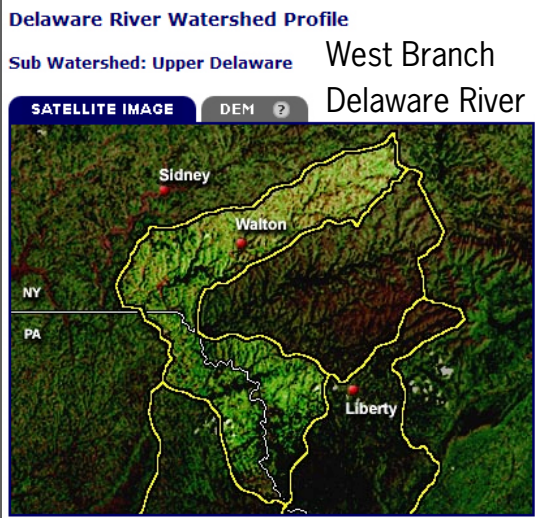 Delaware River Watershed Profile
Sub Watershed: Upper Delaware
West Branch
Delaware River
SATELLITE IMAGE
DEM ?
Sidney
Walton
NY
PA
Liberty